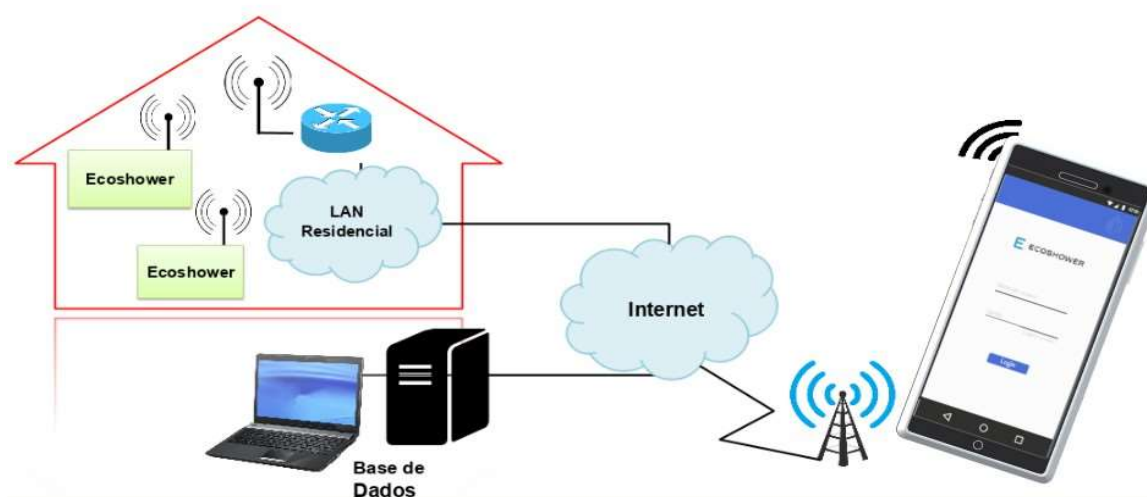 Ecoshower
LAN
Residencial
Ecoshower
Internet
E ECOSHOWER
Login
Base de
Dados